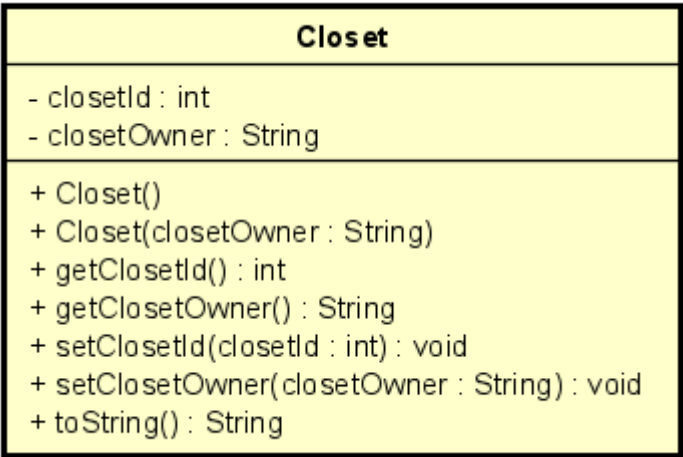 Closet
- closetId : int
- closetOwner : String
+ Closet()
+ Closet(closetOwner : String)
+ getClosetId() : int
+ getClosetOwner() : String
+ setClosetId(closetId : int) : void
+ setClosetOwner(closetOwner : String) : void
+ toString() : String